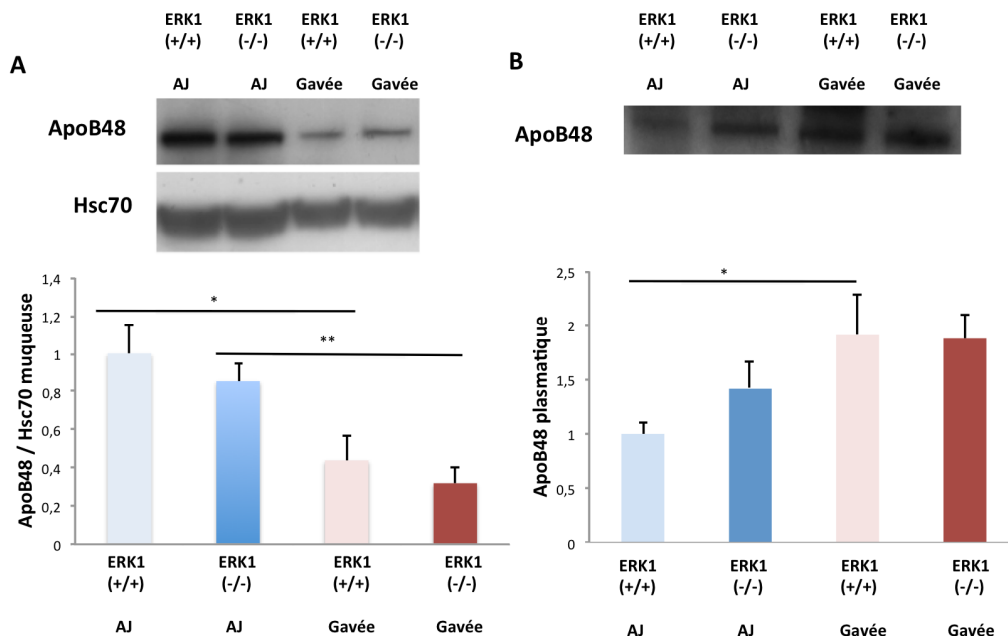 A
ERK1 ERK1 ERK1 ERK1
(+/+) (-/-) (+/+) (-/-)
AJ AJ Gavée Gavée
ApoB48
Hsc70
ApoB48 / Hsc70 muqueuse
1,4
1,2
1
0,8
0,6
0,4
0,2
0
*
**
ERK1 ERK1 ERK1 ERK1
(+/+) (-/-) (+/+) (-/-)
AJ AJ Gavée Gavée
B
ERK1 ERK1 ERK1 ERK1
(+/+) (-/-) (+/+) (-/-)
AJ AJ Gavée Gavée
ApoB48
ApoB48 plasmatique
2,5
2
1,5
1
0,5
0
*
ERK1 ERK1 ERK1 ERK1
(+/+) (-/-) (+/+) (-/-)
AJ AJ Gavée Gavée